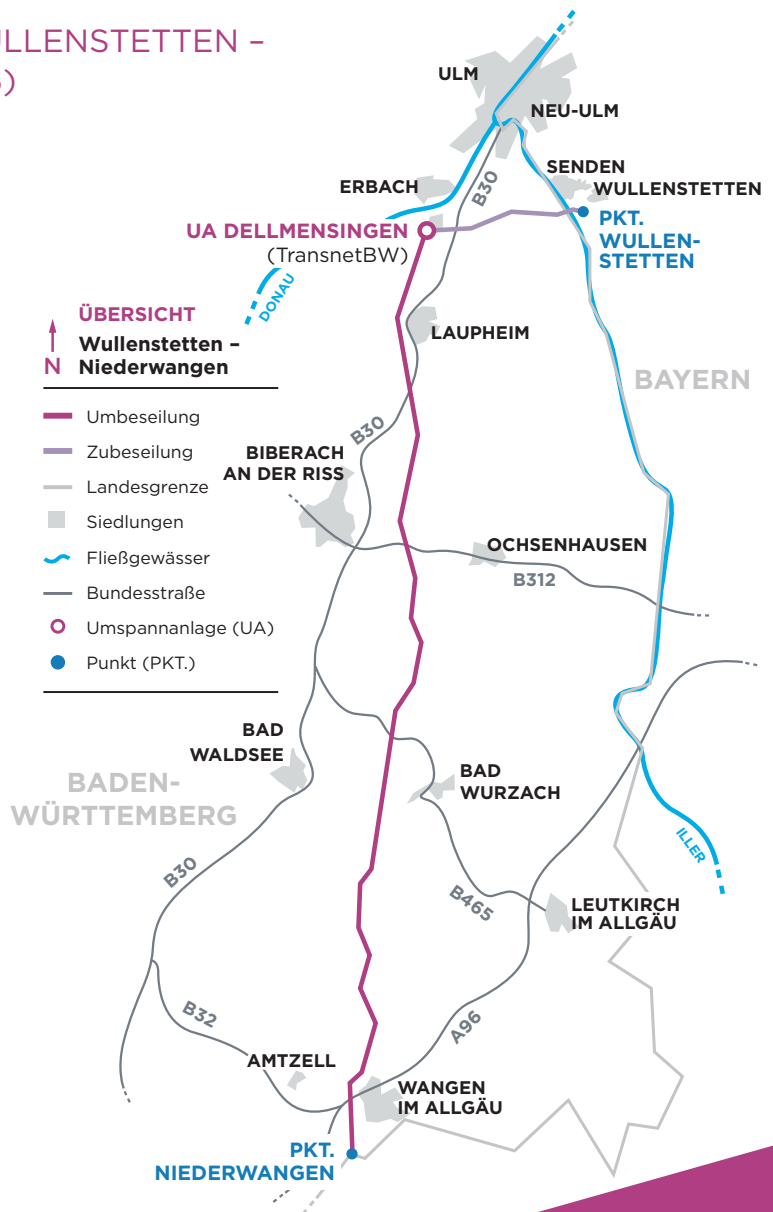 ULLENSTETTEN –
)
ULM
NEU-ULM
ERBACH
B30
SENDEN
WULLENSTETTEN
UA DELLMENSINGEN
(TransnetBW)
PKT.
WULLEN-
STETTEN
DONAU
ÜBERSICHT
N
Wullenstetten –
Niederwangen
LAUPHEIM
BAYERN
Umbeseilung
Zubeseilung
Landesgrenze
Siedlungen
Fließgewässer
Bundesstraße
Umspannanlage (UA)
Punkt (PKT.)
B30
BIBERACH
AN DER RISS
OCHSENHAUSEN
B312
BAD
WALDSEE
BADEN-
WÜRTTEMBERG
BAD
WURZACH
ILLER
B30
B465
LEUTKIRCH
IM ALLGÄU
B32
A96
AMTZELL
WANGEN
IM ALLGÄU
PKT.
NIEDERWANGEN